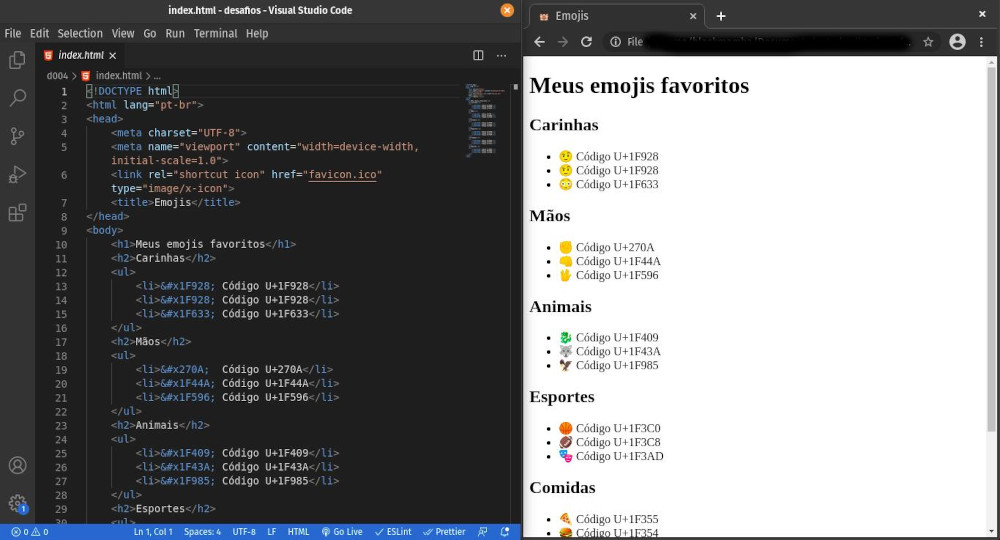 index.html - desafios - Visual Studio Code
File Edit Selection View Go Run Terminal Help
index.html
d004 > index.html > ...
1 <!DOCTYPE html>
2 <html lang="pt-br">
3 <head>
4 <meta charset="UTF-8">
5 <meta name="viewport" content="width=device-width,
initial-scale=1.0">
6 <link rel="shortcut icon" href="favicon.ico"
type="image/x-icon">
7 <title>Emojis</title>
8 </head>
9 <body>
10 <h1>Meus emojis favoritos</h1>
11 <h2>Carinhas</h2>
12 <ul>
13 <li>&#x1F928; Código U+1F928</li>
14 <li>&#x1F928; Código U+1F928</li>
15 <li>&#x1F633; Código U+1F633</li>
16 </ul>
17 <h2>Mãos</h2>
18 <ul>
19 <li>&#x270A;  Código U+270A</li>
20 <li>&#x1F44A; Código U+1F44A</li>
21 <li>&#x1F596; Código U+1F596</li>
22 </ul>
23 <h2>Animais</h2>
24 <ul>
25 <li>&#x1F409; Código U+1F409</li>
26 <li>&#x1F43A; Código U+1F43A</li>
27 <li>&#x1F985; Código U+1F985</li>
28 </ul>
29 <h2>Esportes</h2>
30 <ul>
1
0 0 Ln 1, Col 1 Spaces: 4 UTF-8 LF HTML Go Live ESLint Prettier
Emojis
File
Meus emojis favoritos
Carinhas
• 🤨 Código U+1F928
• 🤨 Código U+1F928
• 😳 Código U+1F633
Mãos
• ✊ Código U+270A
• 👊 Código U+1F44A
• 🖖 Código U+1F596
Animais
• 🐉 Código U+1F409
• 🐺 Código U+1F43A
• 🦅 Código U+1F985
Esportes
• 🏀 Código U+1F3C0
• 🏈 Código U+1F3C8
• 🎭 Código U+1F3AD
Comidas
• 🍕 Código U+1F355
• 🍔 Código U+1F354